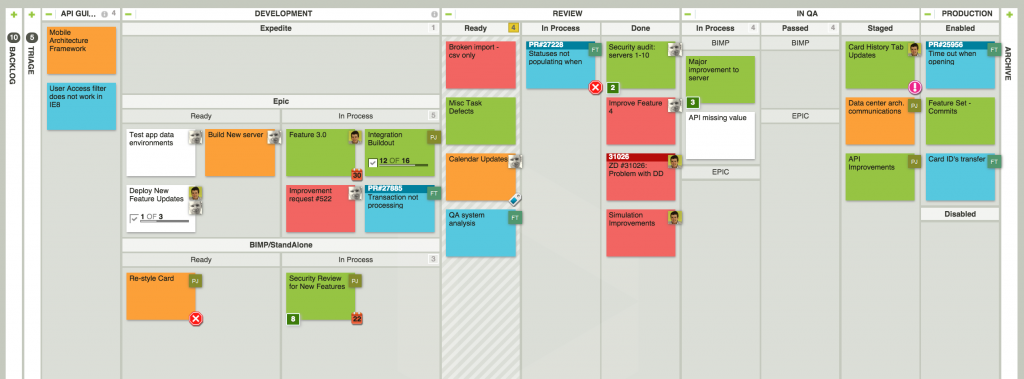 10
BACKLOG
5
TRIAGE
API GUI... 4
Mobile
Architecture
Framework
User Access filter
does not work in
IE8
DEVELOPMENT
Expedite 1
Epic
Ready
In Process 5
Test app data
environments
Build New server
Feature 3.0
30
Integration
Buildout
PJ
12 OF 16
Deploy New
Feature Updates
1 OF 3
Improvement
request #522
PR#27885
Transaction not
processing
FT
BIMP/StandAlone
Ready
In Process 3
Re-style Card
PJ
Security Review
for New Features
PJ
8
22
REVIEW
Ready 4
Broken import -
csv only
Misc Task
Defects
Calendar Updates
QA system
analysis
FT
In Process
PR#27228
Statuses not
populating when
FT
Done
Security audit:
servers 1-10
2
Improve Feature
4
31026
ZD #31026:
Problem with DD
Simulation
Improvements
IN QA
In Process 4
BIMP
Major
improvement to
server
3
API missing value
EPIC
Passed 4
BIMP
EPIC
Staged
Card History Tab
Updates
Data center arch.
communications
PJ
API
Improvements
PJ
PRODUCTION
Enabled
PR#25956
Time out when
opening
FT
Feature Set -
Commits
Card ID's transfer
FT
Disabled
ARCHIVE